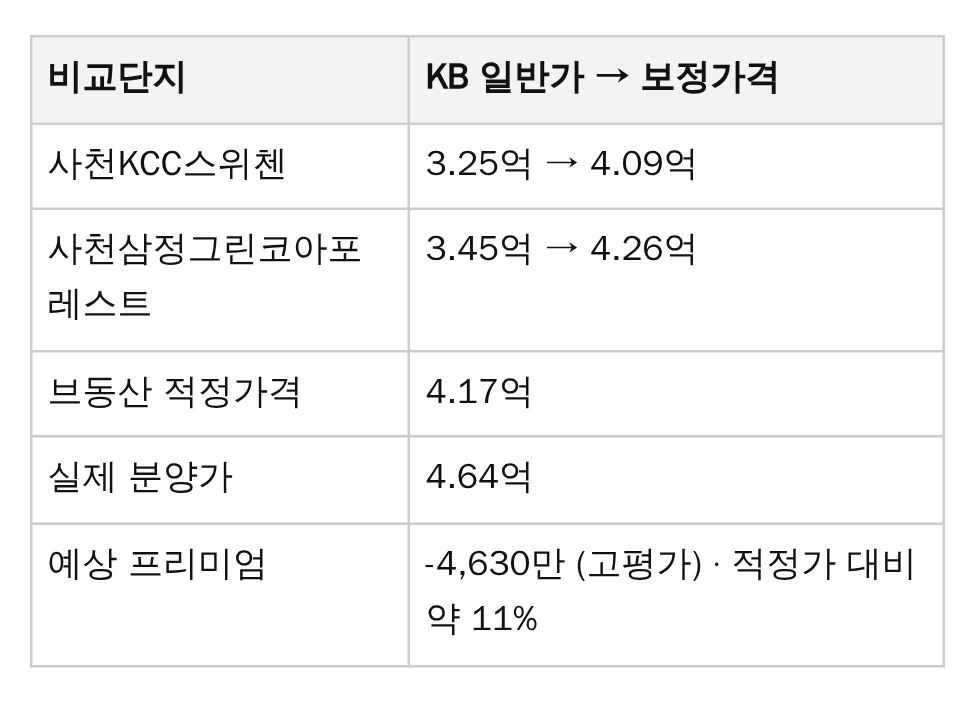 비교단지 KB 일반가 → 보정가격
사천KCC스위첸 3.25억 → 4.09억
사천삼정그린코아포 3.45억 → 4.26억
레스트
브동산 적정가격 4.17억
실제 분양가 4.64억
예상 프리미엄 -4,630만 (고평가) · 적정가 대비
약 11%